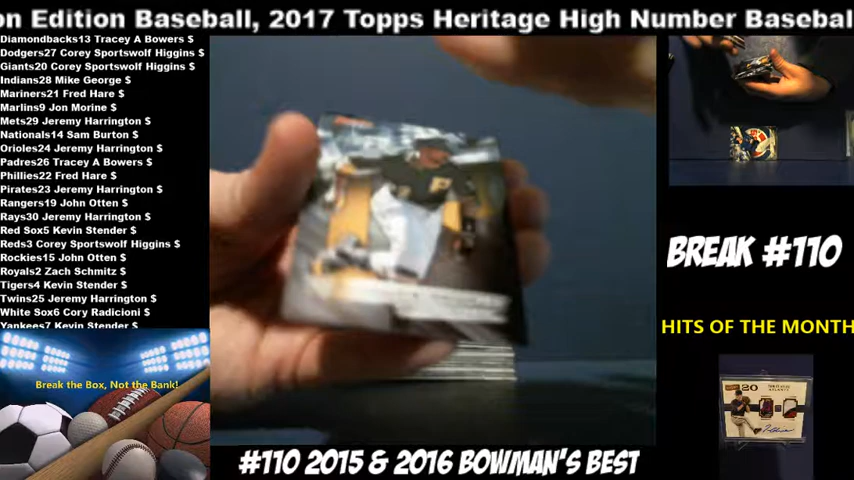 on Edition Baseball, 2017 Topps Heritage High Number Basebal
Diamondbacks13 Tracey A Bowers $
Dodgers27 Corey Sportswolf Higgins $
Giants20 Corey Sportswolf Higgins $
Indians28 Mike George $
Mariners21 Fred Hare $
Marlins9 Jon Morine $
Mets29 Jeremy Harrington $
Nationals14 Sam Burton $
Orioles24 Jeremy Harrington $
Padres26 Tracey A Bowers $
Phillies22 Fred Hare $
Pirates23 Jeremy Harrington $
Rangers19 John Otten $
Rays30 Jeremy Harrington $
Red Sox5 Kevin Stender $
Reds3 Corey Sportswolf Higgins $
Rockies15 John Otten $
Royals2 Zach Schmitz $
Tigers4 Kevin Stender $
Twins25 Jeremy Harrington $
White Sox6 Cory Radicioni $
Yankees7 Kevin Stender $
Break the Box, Not the Bank!
BREAK #110
HITS OF THE MONTH
20
P
#110 2015 & 2016 BOWMAN'S BEST